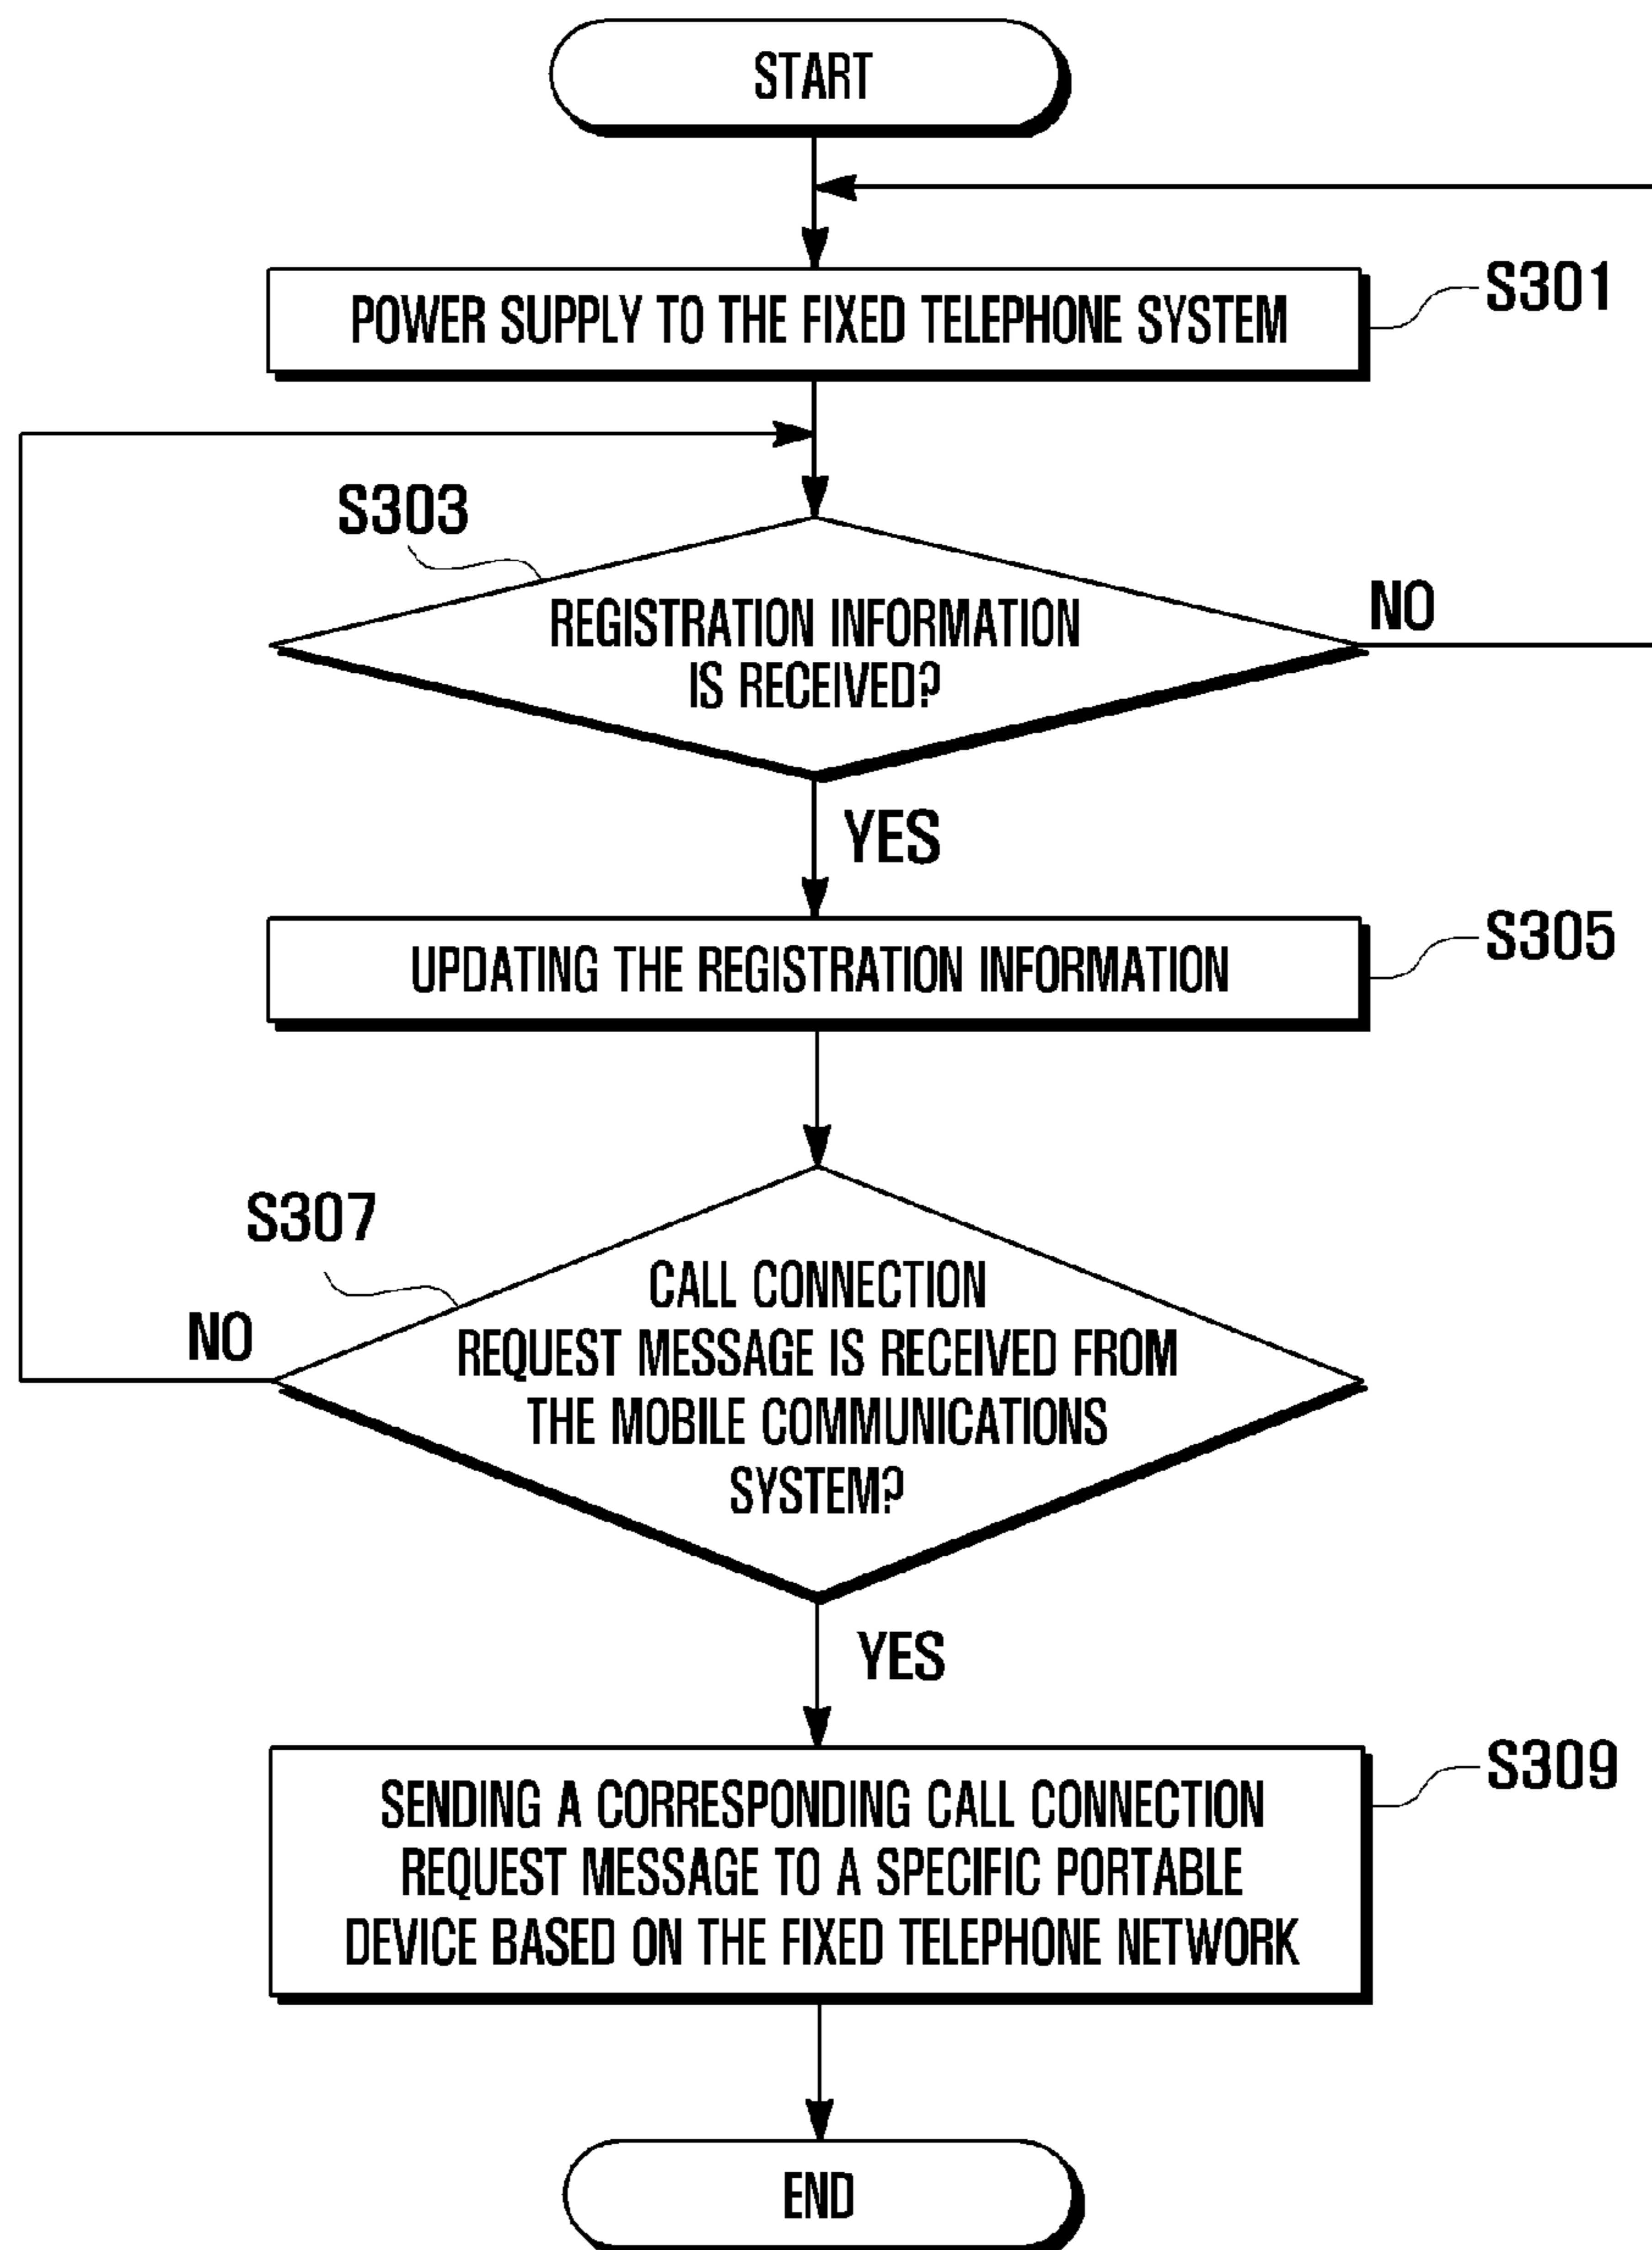 START
POWER SUPPLY TO THE FIXED TELEPHONE SYSTEM
S301
S303
REGISTRATION INFORMATION
IS RECEIVED?
NO
YES
UPDATING THE REGISTRATION INFORMATION
S305
S307
CALL CONNECTION
REQUEST MESSAGE IS RECEIVED FROM
THE MOBILE COMMUNICATIONS
SYSTEM?
NO
YES
SENDING A CORRESPONDING CALL CONNECTION
REQUEST MESSAGE TO A SPECIFIC PORTABLE
DEVICE BASED ON THE FIXED TELEPHONE NETWORK
S309
END